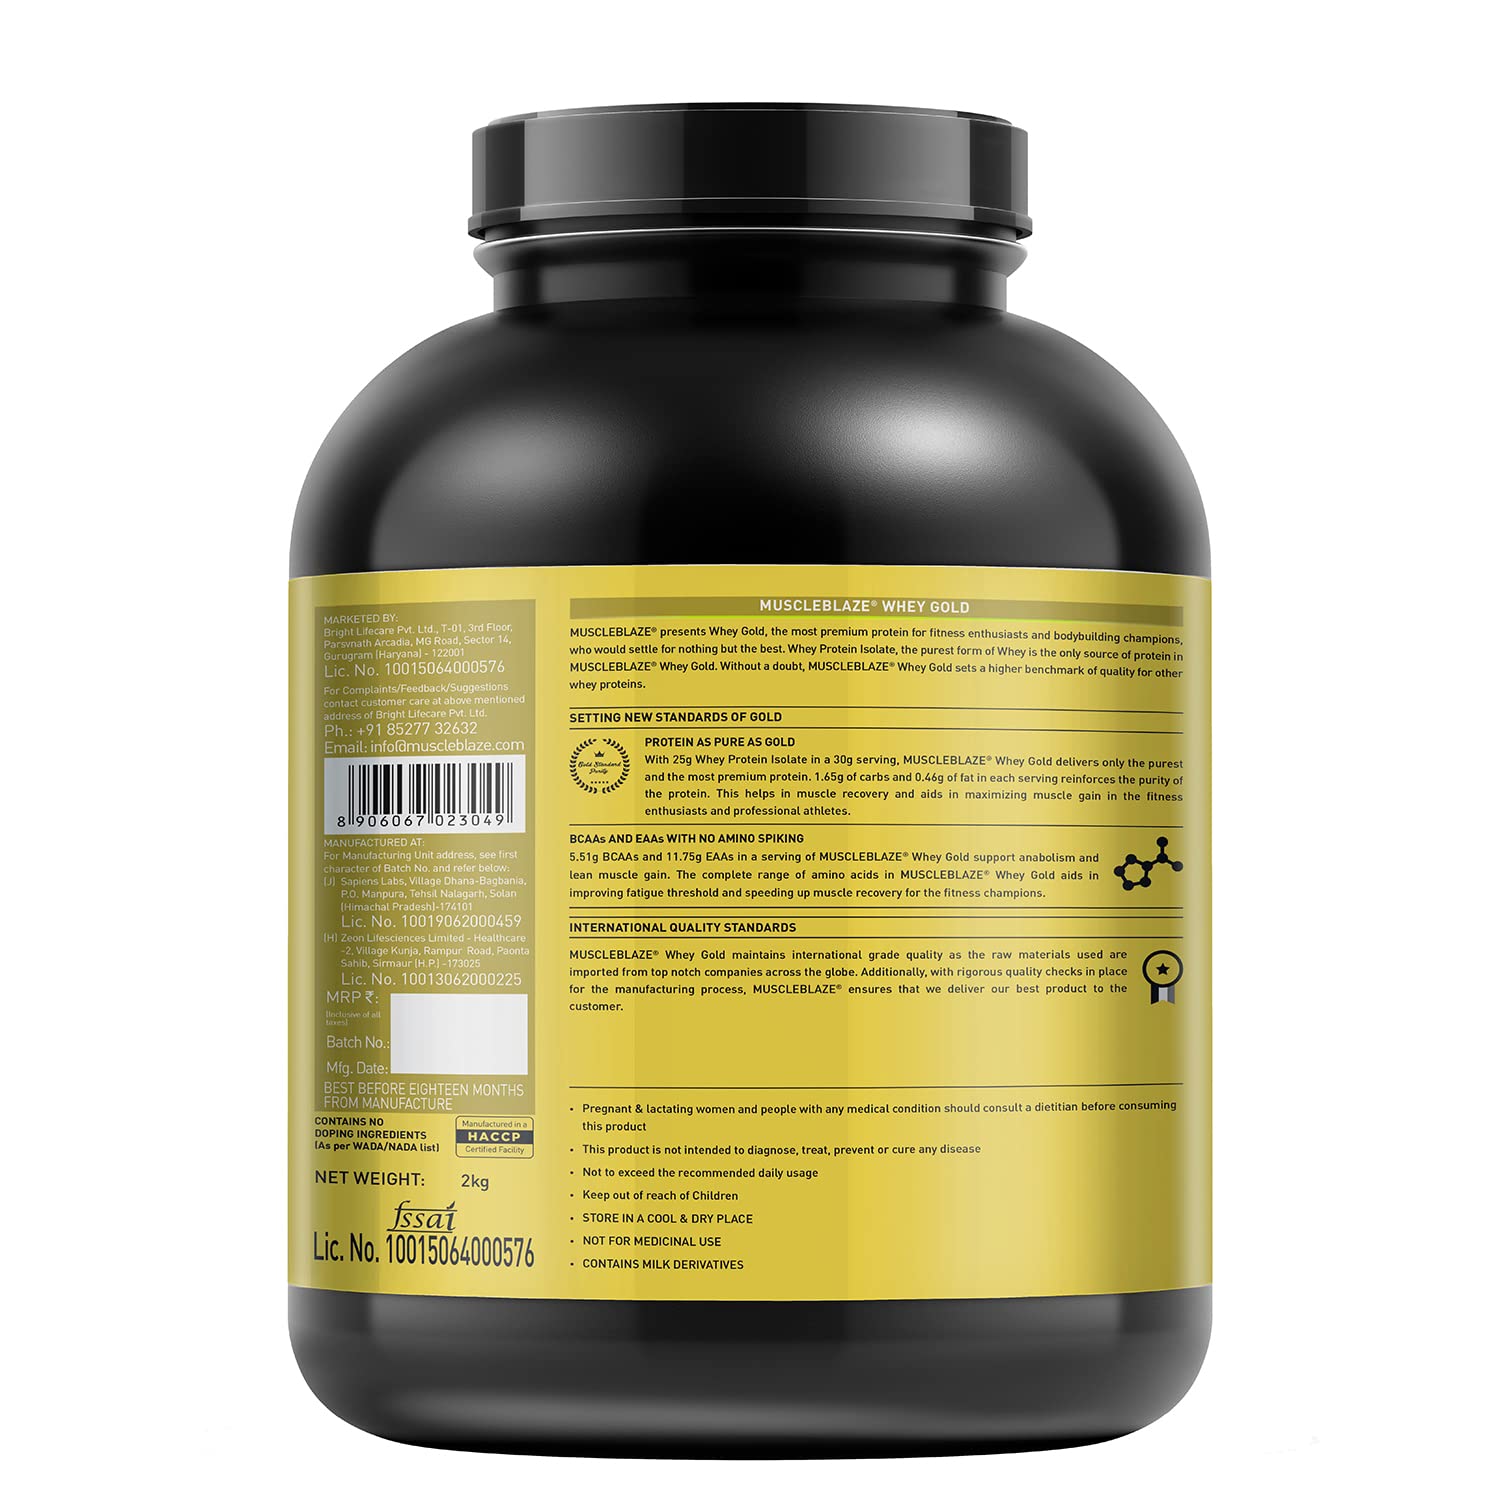 MARKETED BY:
Bright Lifecare Pvt. Ltd., T-01, 3rd Floor,
Parsvnath Arcadia, MG Road, Sector 14,
Gurugram (Haryana) - 122001
Lic. No. 10015064000576
For Complaints/Feedback/Suggestions
contact customer care at above mentioned
address of Bright Lifecare Pvt. Ltd.
Ph.: +91 85277 32632
Email: info@muscleblaze.com
8 906067 023049
MANUFACTURED AT:
For Manufacturing Unit address, see first
character of Batch No. and refer below:
(J) Sapiens Labs, Village Dhana-Bagbania,
P.O. Manpura, Tehsil Nalagarh, Solan
(Himachal Pradesh)-174101
Lic. No. 10019062000459
(H) Zeon Lifesciences Limited - Healthcare
-2, Village Kunja, Rampur Road, Paonta
Sahib, Sirmaur (H.P.) -173025
Lic. No. 10013062000225
MRP ₹:
(Inclusive of all
taxes)
Batch No.:
Mfg. Date:
BEST BEFORE EIGHTEEN MONTHS
FROM MANUFACTURE
CONTAINS NO
DOPING INGREDIENTS
(As per WADA/NADA list)
Manufactured in a
HACCP
Certified Facility
NET WEIGHT: 2kg
fssai
Lic. No. 10015064000576
MUSCLEBLAZE® WHEY GOLD
MUSCLEBLAZE® presents Whey Gold, the most premium protein for fitness enthusiasts and bodybuilding champions,
who would settle for nothing but the best. Whey Protein Isolate, the purest form of Whey is the only source of protein in
MUSCLEBLAZE® Whey Gold. Without a doubt, MUSCLEBLAZE® Whey Gold sets a higher benchmark of quality for other
whey proteins.
SETTING NEW STANDARDS OF GOLD
Gold Standard
Purity
PROTEIN AS PURE AS GOLD
With 25g Whey Protein Isolate in a 30g serving, MUSCLEBLAZE® Whey Gold delivers only the purest
and the most premium protein. 1.65g of carbs and 0.46g of fat in each serving reinforces the purity of
the protein. This helps in muscle recovery and aids in maximizing muscle gain in the fitness
enthusiasts and professional athletes.
BCAAs AND EAAs WITH NO AMINO SPIKING
5.51g BCAAs and 11.75g EAAs in a serving of MUSCLEBLAZE® Whey Gold support anabolism and
lean muscle gain. The complete range of amino acids in MUSCLEBLAZE® Whey Gold aids in
improving fatigue threshold and speeding up muscle recovery for the fitness champions.
INTERNATIONAL QUALITY STANDARDS
MUSCLEBLAZE® Whey Gold maintains international grade quality as the raw materials used are
imported from top notch companies across the globe. Additionally, with rigorous quality checks in place
for the manufacturing process, MUSCLEBLAZE® ensures that we deliver our best product to the
customer.
• Pregnant & lactating women and people with any medical condition should consult a dietitian before consuming
this product
• This product is not intended to diagnose, treat, prevent or cure any disease
• Not to exceed the recommended daily usage
• Keep out of reach of Children
• STORE IN A COOL & DRY PLACE
• NOT FOR MEDICINAL USE
• CONTAINS MILK DERIVATIVES